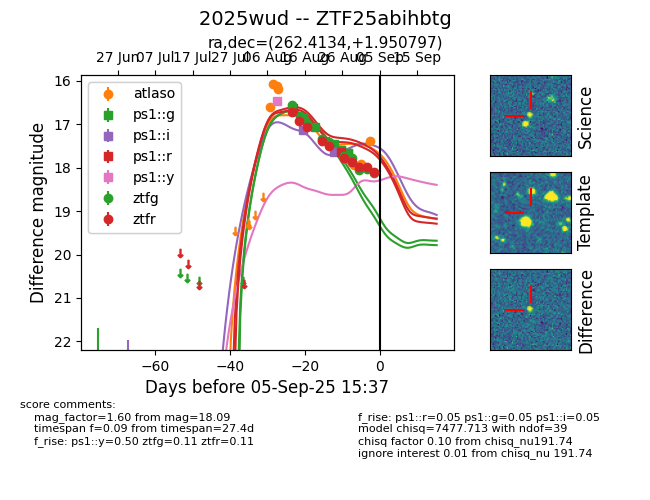 2025wud -- ZTF25abihbtg
ra,dec=(262.4134,+1.950797)
27 Jun 07 Jul 17 Jul 27 Jul 06 Aug 16 Aug 26 Aug 05 Sep 15 Sep
Difference magnitude
16
17
18
19
20
21
22
atlaso
ps1::g
ps1::i
ps1::r
ps1::y
ztfg
ztfr
−60 −40 −20 0
Days before 05-Sep-25 15:37
Science
Template
Difference
score comments:
mag_factor=1.60 from mag=18.09
timespan f=0.09 from timespan=27.4d
f_rise: ps1::y=0.50 ztfg=0.11 ztfr=0.11
f_rise: ps1::r=0.05 ps1::g=0.05 ps1::i=0.05
model chisq=7477.713 with ndof=39
chisq factor 0.10 from chisq_nu191.74
ignore interest 0.01 from chisq_nu 191.74